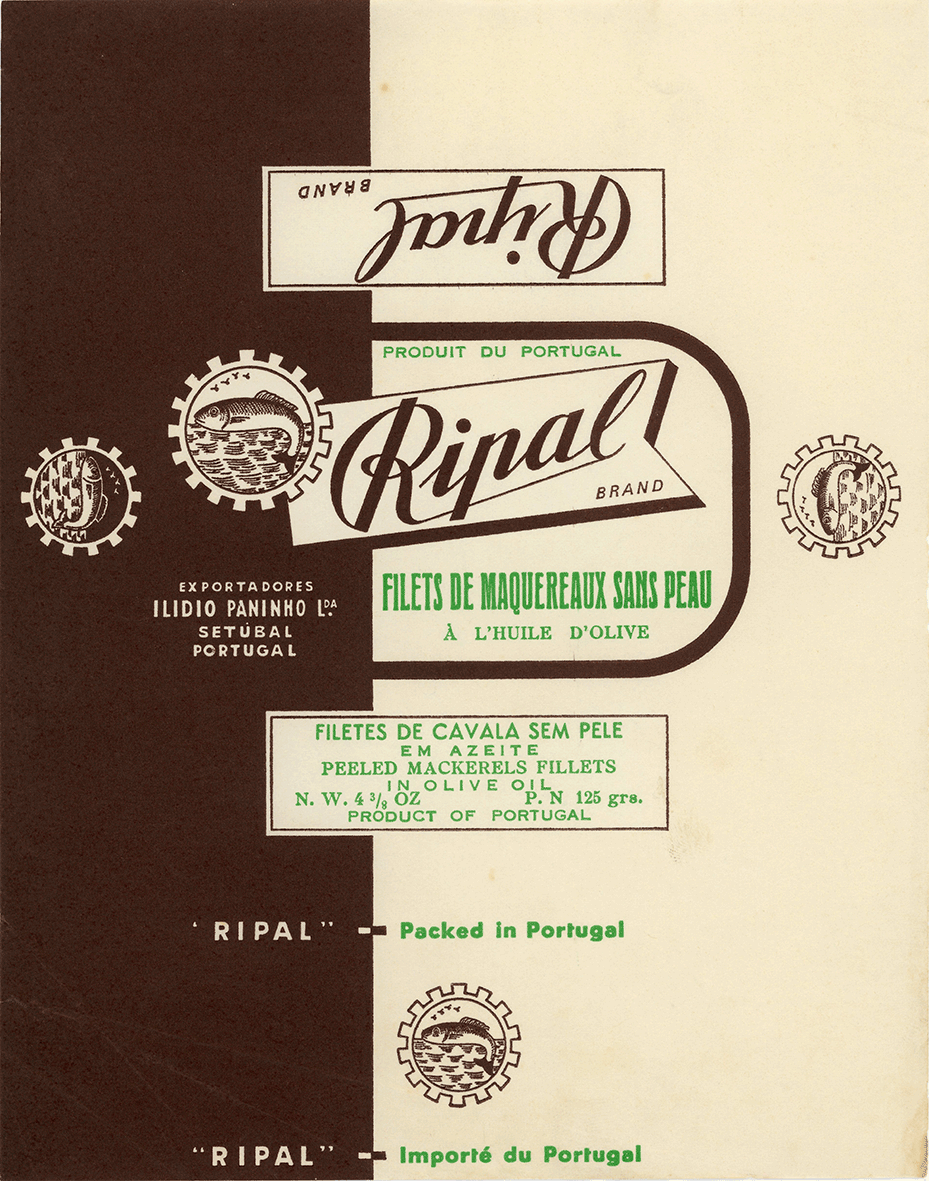 Ripal
BRAND
PRODUIT DU PORTUGAL
Ripal
BRAND
EXPORTADORES
ILIDIO PANINHO L.DA
SETÚBAL
PORTUGAL
FILETS DE MAQUEREAUX SANS PEAU
À L'HUILE D'OLIVE
FILETES DE CAVALA SEM PELE
EM AZEITE
PEELED MACKERELS FILLETS
IN OLIVE OIL
N. W. 4 3/8 OZ P. N 125 grs.
PRODUCT OF PORTUGAL
‘ RIPAL” - Packed in Portugal
“RIPAL” - Importé du Portugal